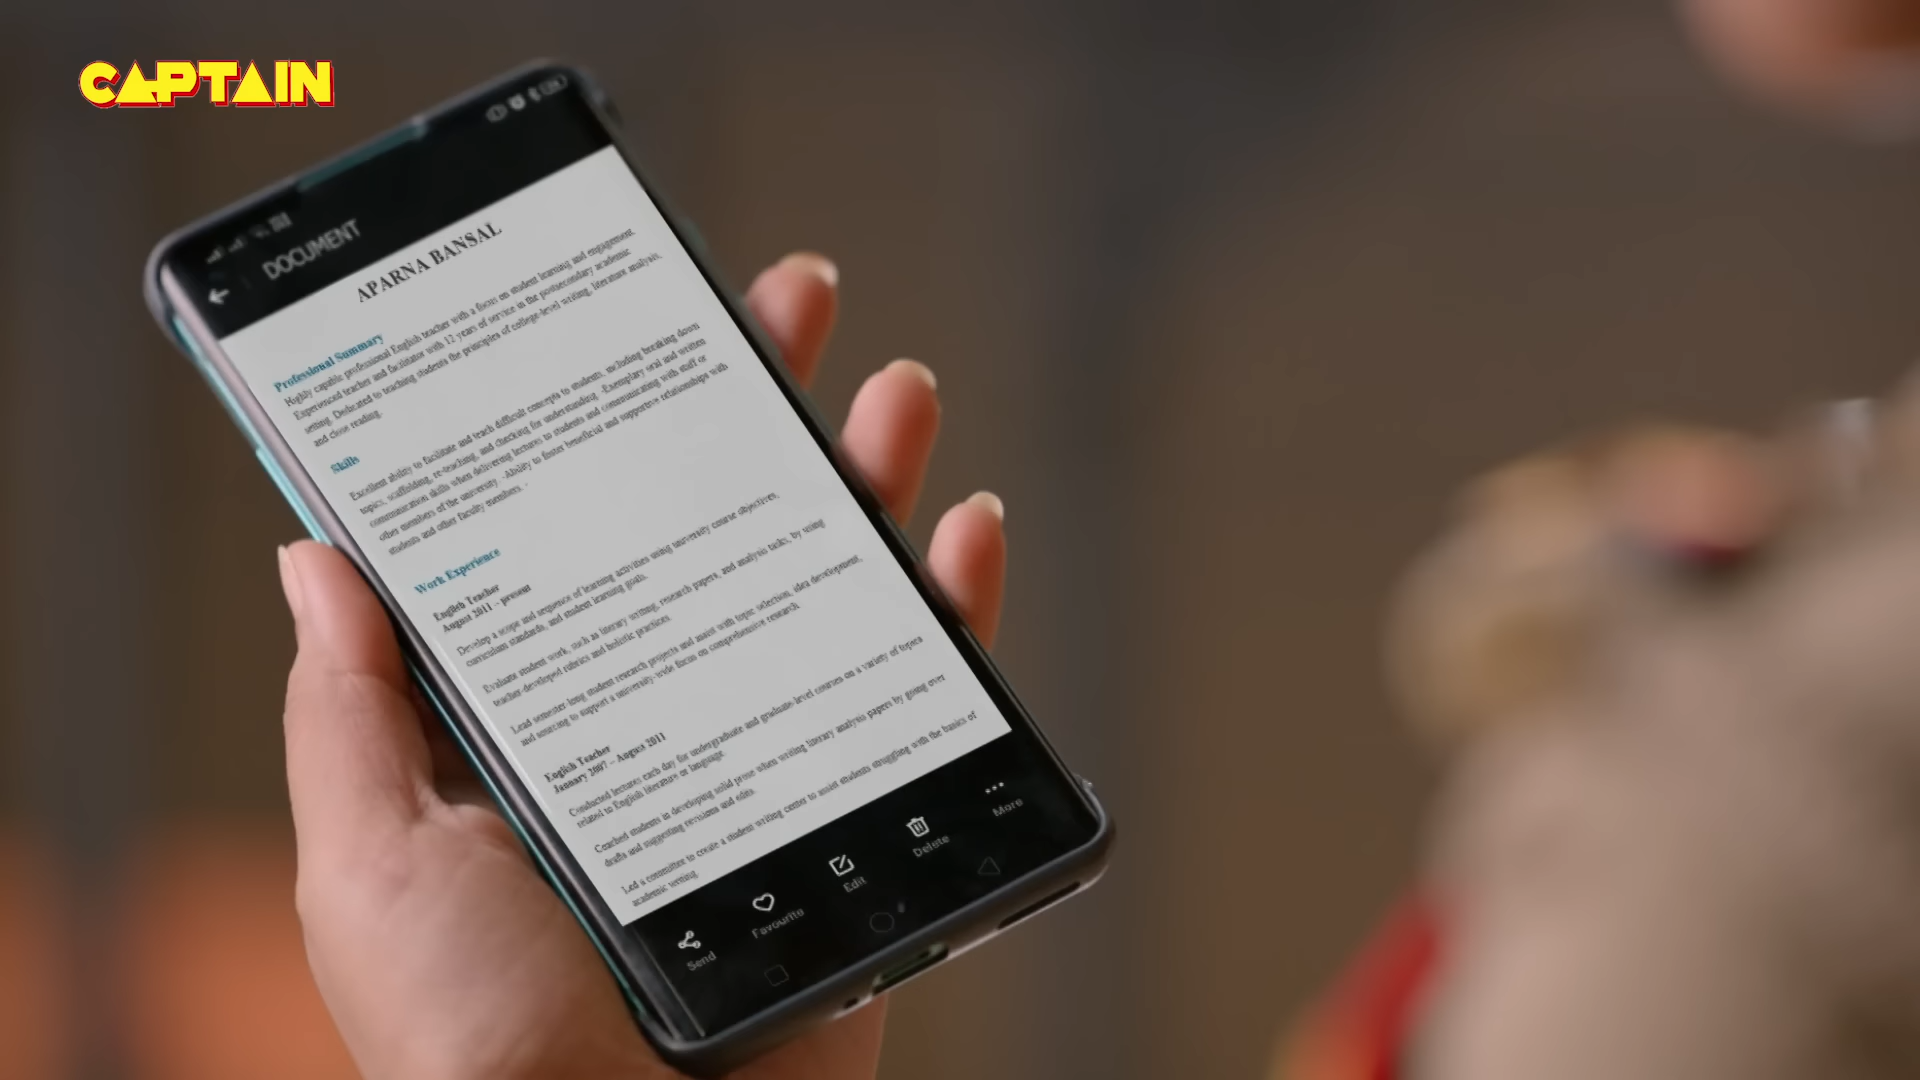 CAPTAIN
DOCUMENT
APARNA BANSAL
Professional Summary
Highly capable professional English teacher with a focus on student learning and engagement.
Experienced teacher and facilitator with 12 years of service in the postsecondary academic
setting. Dedicated to teaching students the principles of college-level writing, literature analysis,
and close reading.
Skills
Excellent ability to facilitate and teach difficult concepts to students, including breaking down
topics, scaffolding, re-teaching, and checking for understanding. -Exemplary oral and written
communication skills when delivering lectures to students and communicating with staff or
other members of the university. -Ability to foster beneficial and supportive relationships with
students and other faculty members. -
Work Experience
English Teacher
August 2011 – present
Develop a scope and sequence of learning activities using university course objectives,
curriculum standards, and student learning goals.
Evaluate student work, such as literary writing, research papers, and analysis tasks, by using
teacher-developed rubrics and holistic practices.
Lead semester-long student research projects and assist with topic selection, idea development,
and sourcing to support a university-wide focus on comprehensive research.
English Teacher
January 2007 – August 2011
Conducted lectures each day for undergraduate and graduate-level courses on a variety of topics
related to English literature or language.
Coached students in developing solid prose when writing literary analysis papers by going over
drafts and suggesting revisions and edits.
Led a committee to create a student writing center to assist students struggling with the basics of
academic writing.
Send
Favourite
Edit
Delete
More